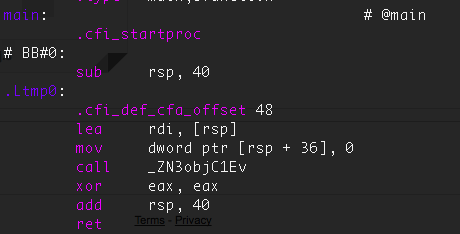 main: # @main
.cfi_startproc
# BB#0:
sub rsp, 40
.Ltmp0:
.cfi_def_cfa_offset 48
lea rdi, [rsp]
mov dword ptr [rsp + 36], 0
call _ZN3objC1Ev
xor eax, eax
add rsp, 40
ret
Terms - Privacy